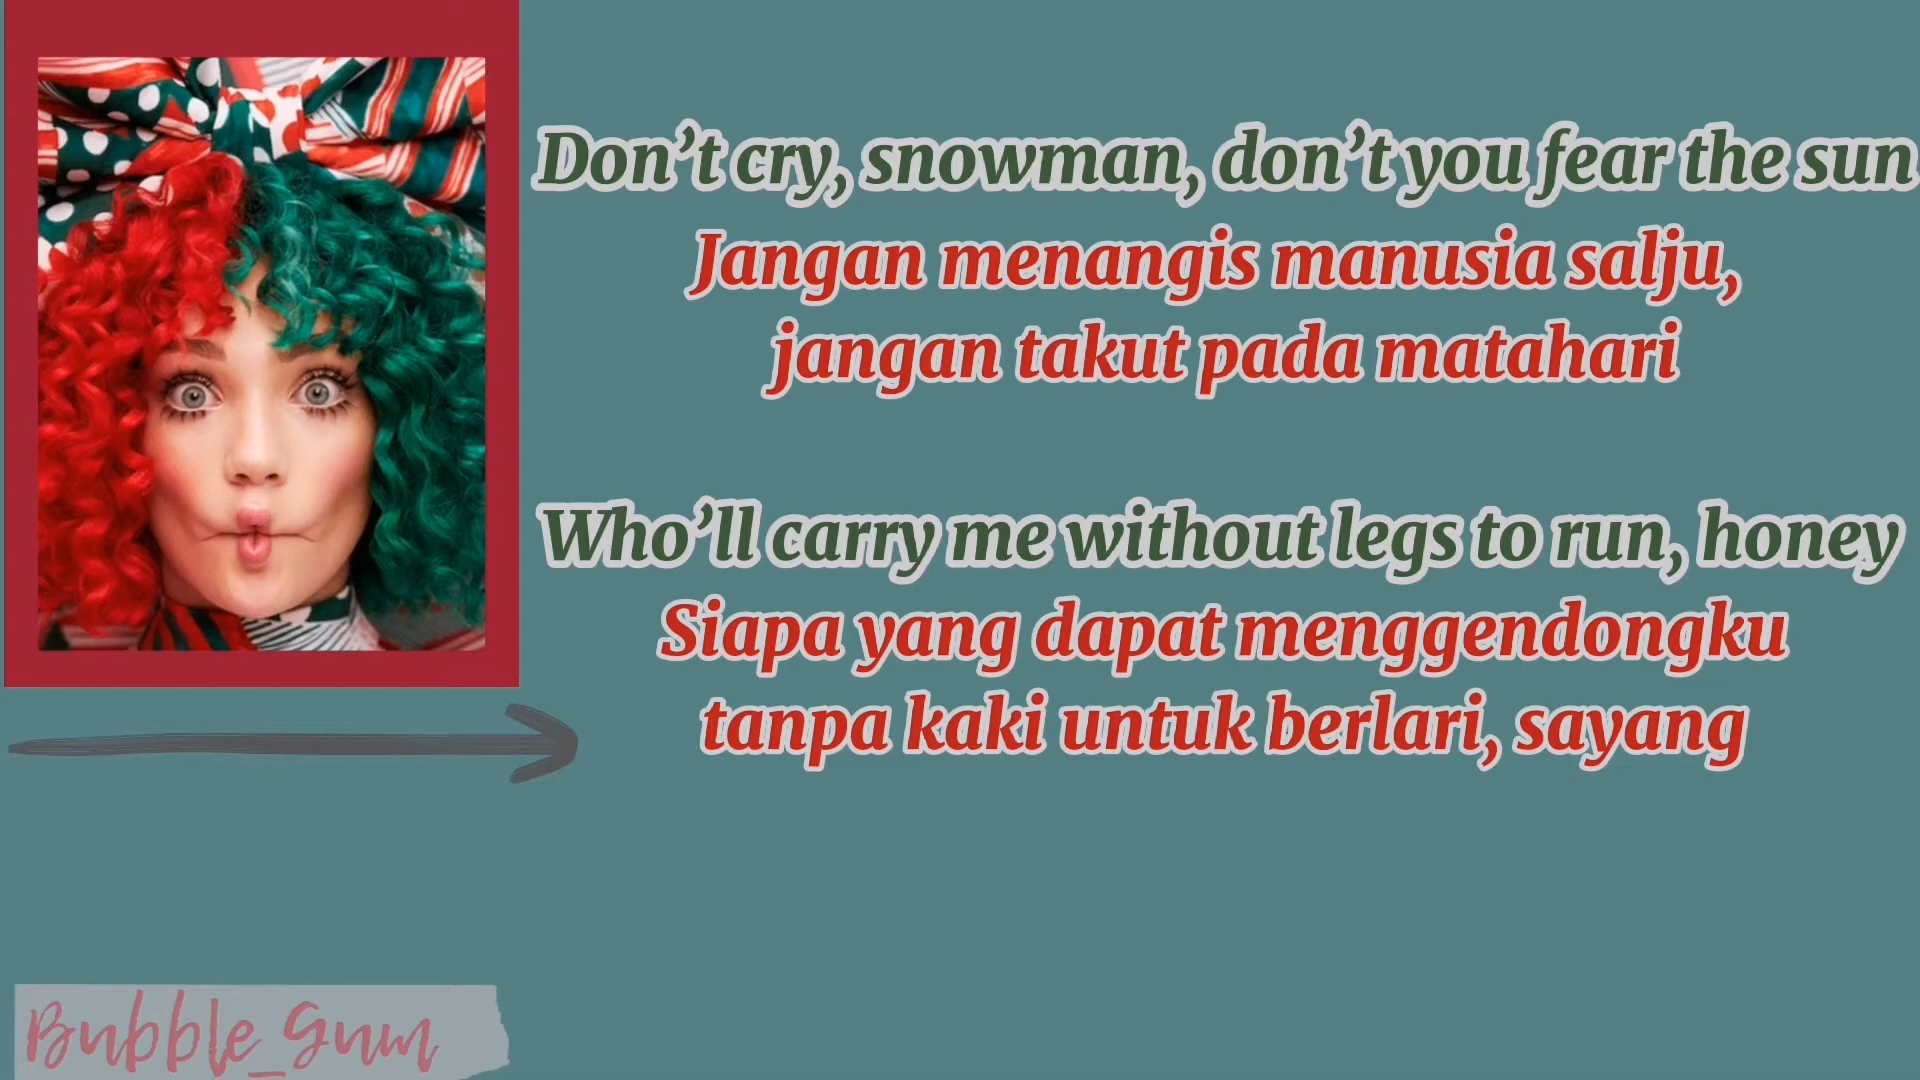 Don’t cry, snowman, don’t you fear the sun
Jangan menangis manusia salju,
jangan takut pada matahari
Who’ll carry me without legs to run, honey
Siapa yang dapat menggendongku
tanpa kaki untuk berlari, sayang
Bubble_Gum